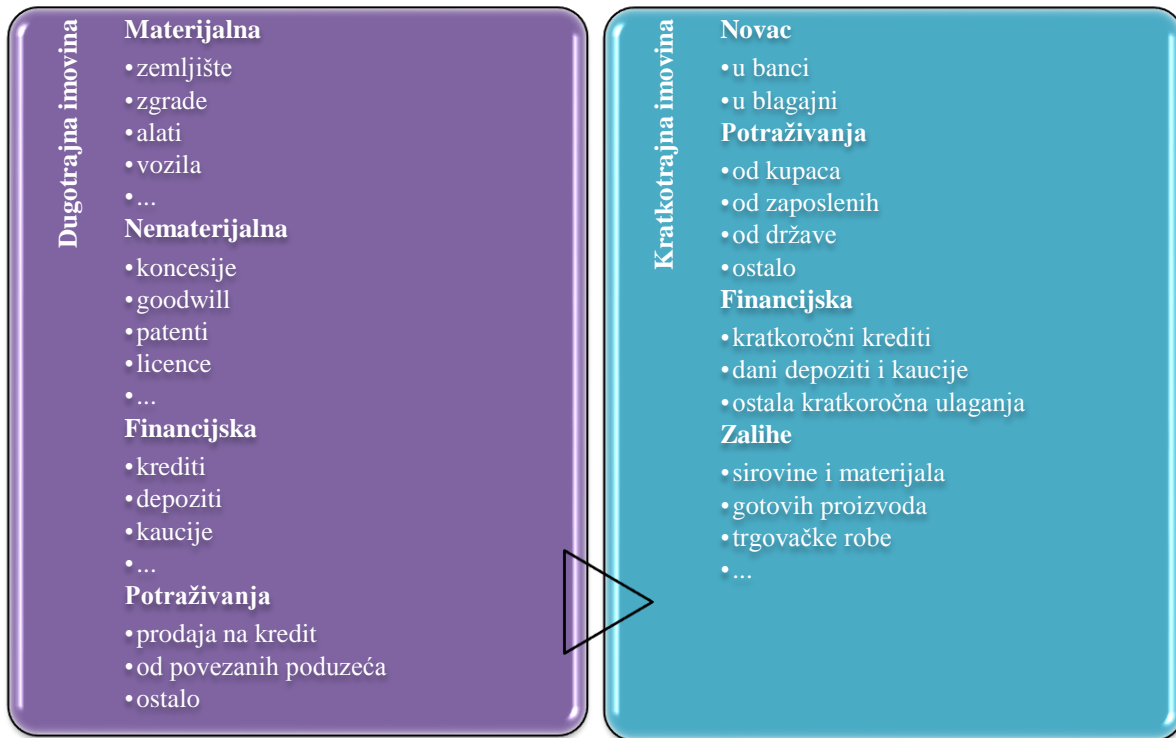 Dugotrajna imovina
Materijalna
•zemljište
•zgrade
•alati
•vozila
•...
Nematerijalna
•koncesije
•goodwill
•patenti
•licence
•...
Financijska
•krediti
•depoziti
•kaucije
•...
Potraživanja
•prodaja na kredit
•od povezanih poduzeća
•ostalo
Kratkotrajna imovina
Novac
•u banci
•u blagajni
Potraživanja
•od kupaca
•od zaposlenih
•od države
•ostalo
Financijska
•kratkoročni krediti
•dani depoziti i kaucije
•ostala kratkoročna ulaganja
Zalihe
•sirovine i materijala
•gotovih proizvoda
•trgovačke robe
•...